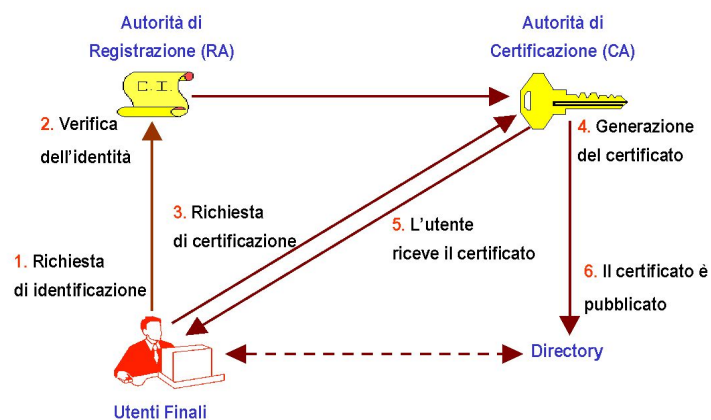 Autorità di
Registrazione (RA)
Autorità di
Certificazione (CA)
C. I.
2. Verifica
dell'identità
4. Generazione
del certificato
3. Richiesta
di certificazione
5. L'utente
riceve il certificato
1. Richiesta
di identificazione
6. Il certificato è
pubblicato
Directory
Utenti Finali